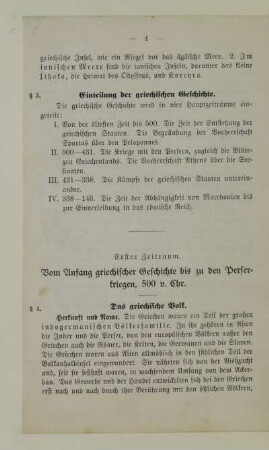 — 4 —
griechische Insel, wie ein Riegel vor das ägäische Meer. 2. Im
ionischen Meere sind die ionischen Inseln, darunter das kleine
Ithaka, die Heimat des Odysseus, und Korcyra.
§ 3. Einteilung der griechischen Geschichte.
Die griechische Geschichte wird in vier Hauptzeiträume ein-
geteilt:
I. Von der ältesten Zeit bis 500. Die Zeit der Entstehung der
griechischen Staaten. Die Begründung der Vorherrschaft
Spartas über den Peloponnes.
II. 500—431. Die Kriege mit den Persern, zugleich die Blüte-
zeit Griechenlands. Die Vorherrschaft Athens über die See-
staaten.
III. 431—338. Die Kämpfe der griechischen Staaten unterein-
ander.
IV. 338—146. Die Zeit der Abhängigkeit von Macedonien bis
zur Einverleibung in das römische Reich.
Erster Zeitraum.
Vom Anfang griechischer Geschichte bis zu den Perser-
kriegen, 500 v. Chr.
§ 4. Das griechische Volk.
Herkunft und Name. Die Griechen waren ein Teil der großen
indogermanischen Völkerfamilie. Zu ihr gehören in Asien
die Inder und die Perser, von den europäischen Völkern außer den
Griechen auch die Römer, die Kelten, die Germanen und die Slaven.
Die Griechen waren aus Asien allmählich in den südlichsten Teil der
Balkanhalbinsel eingewandert. Sie nährten sich von der Viehzucht
und, nachdem sie ansässig geworden waren, vorwiegend vom Acker-
bau. Das Gewerbe und der Handel entwickelten sich bei den Griechen
erst nach und nach durch ihre Berührung mit den östlichen Völkern,